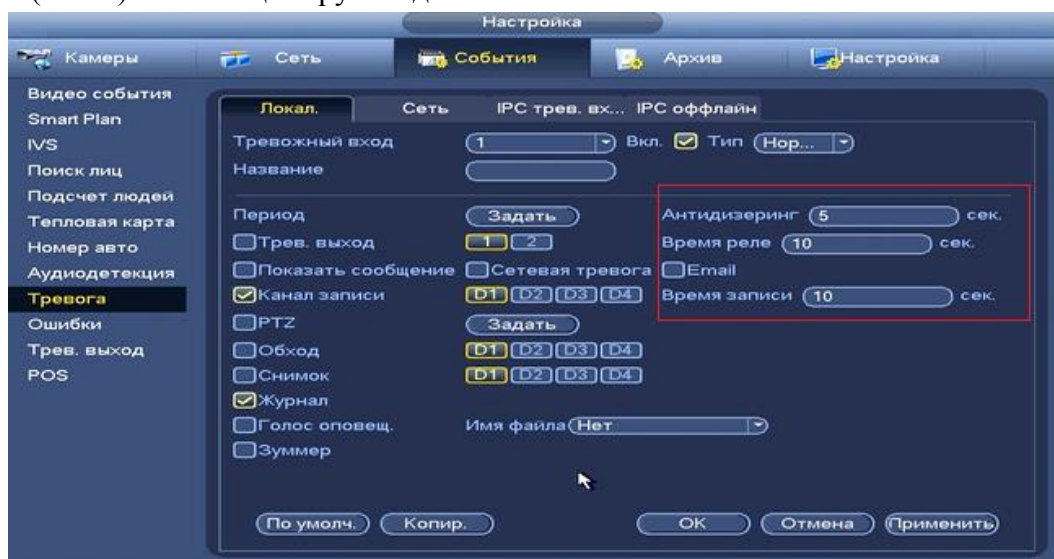 Настройка
Камеры Сеть События Архив Настройка
Видео события
Smart Plan
IVS
Поиск лиц
Подсчет людей
Тепловая карта
Номер авто
Аудиодетекция
Тревога
Ошибки
Трев. выход
POS
Локал. Сеть IPC трев. вх... IPC оффлайн
Тревожный вход 1 Вкл. Тип Нор...
Название
Период Задать Антидизеринг 5 сек.
Трев. выход 1 2 Время реле 10 сек.
Показать сообщение Сетевая тревога Email
Канал записи D1 D2 D3 D4 Время записи 10 сек.
PTZ Задать
Обход D1 D2 D3 D4
Снимок D1 D2 D3 D4
Журнал
Голос оповещ. Имя файла Нет
Зуммер
По умолч. Копир. OK Отмена Применить